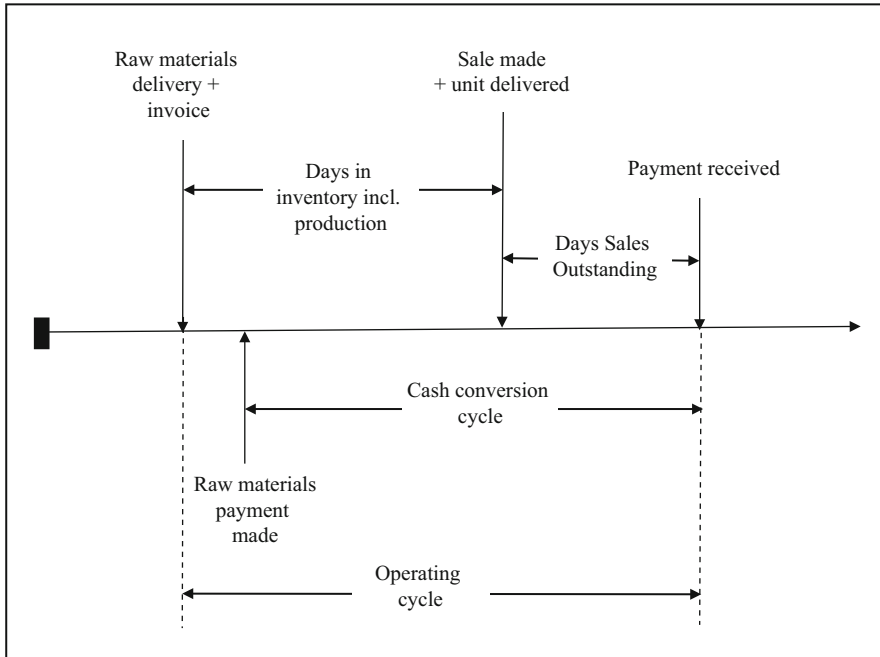 Raw materials
delivery +
invoice
Sale made
+ unit delivered
Payment received
Days in
inventory incl.
production
Days Sales
Outstanding
Cash conversion
cycle
Raw materials
payment
made
Operating
cycle